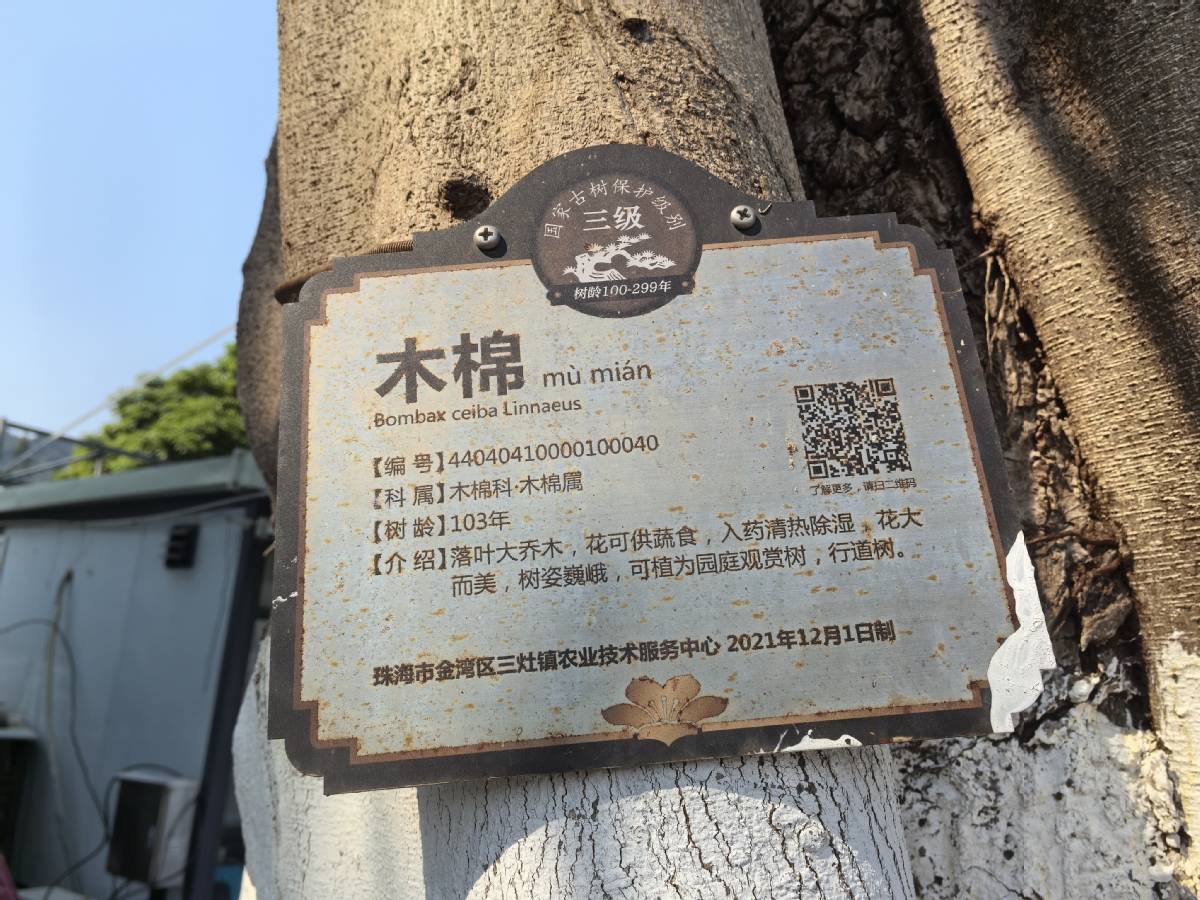 国家古树保护级别
三级
树龄100-299年
木棉 mù mián
Bombax ceiba Linnaeus
【编 号】44040410000100040
【科 属】木棉科·木棉属
【树 龄】103年
【介 绍】落叶大乔木，花可供蔬食，入药清热除湿，花大
而美，树姿巍峨，可植为园庭观赏树，行道树。
了解更多，请扫二维码
珠海市金湾区三灶镇农业技术服务中心 2021年12月1日制